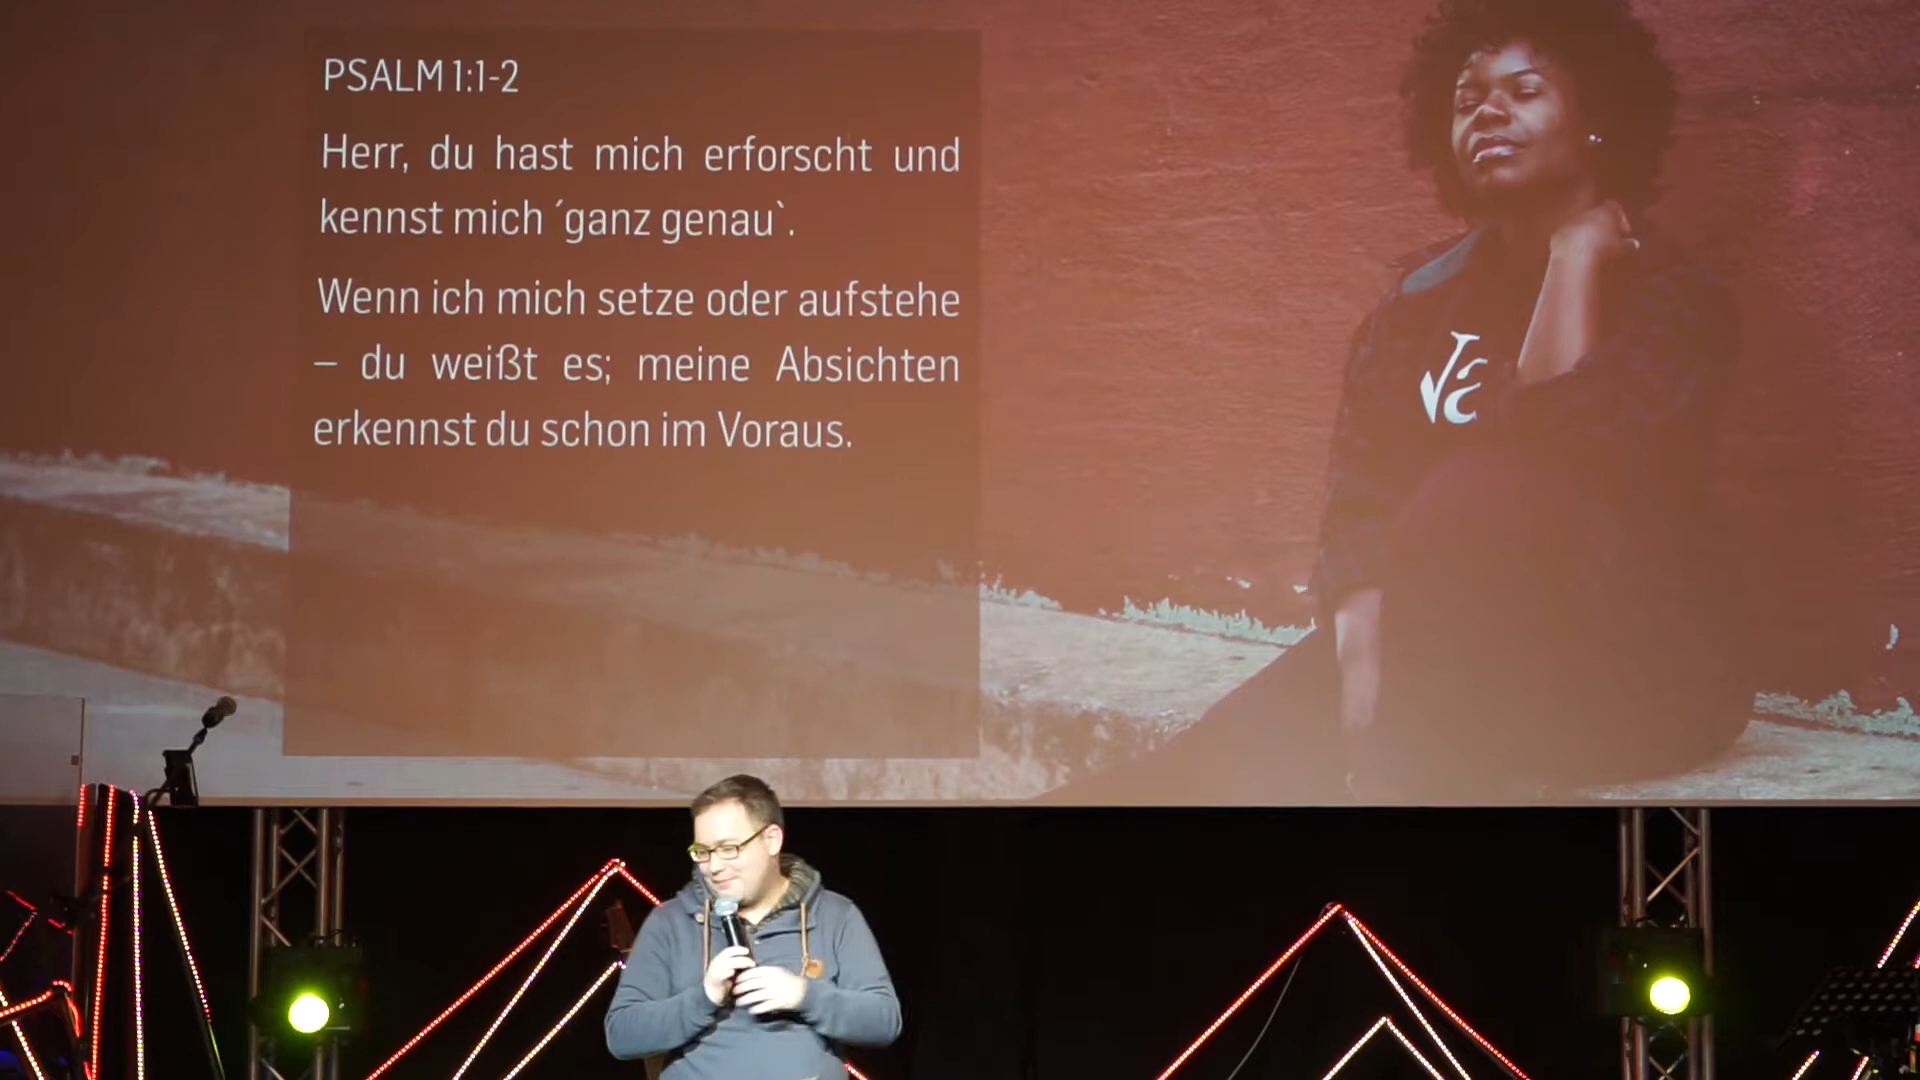 PSALM 1:1-2
Herr, du hast mich erforscht und
kennst mich ´ganz genau`.
Wenn ich mich setze oder aufstehe
– du weißt es; meine Absichten
erkennst du schon im Voraus.